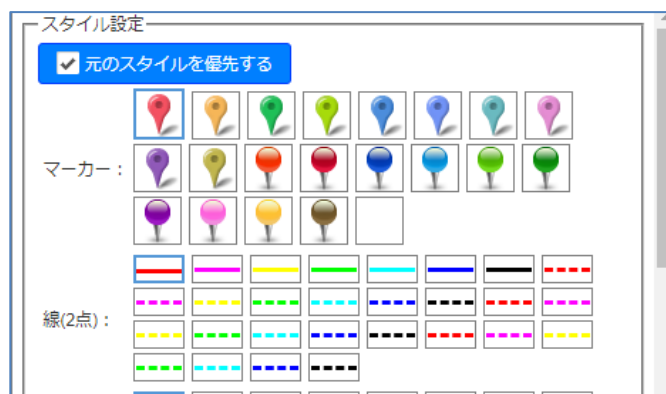 スタイル設定
元のスタイルを優先する
マーカー：
線(2点)：